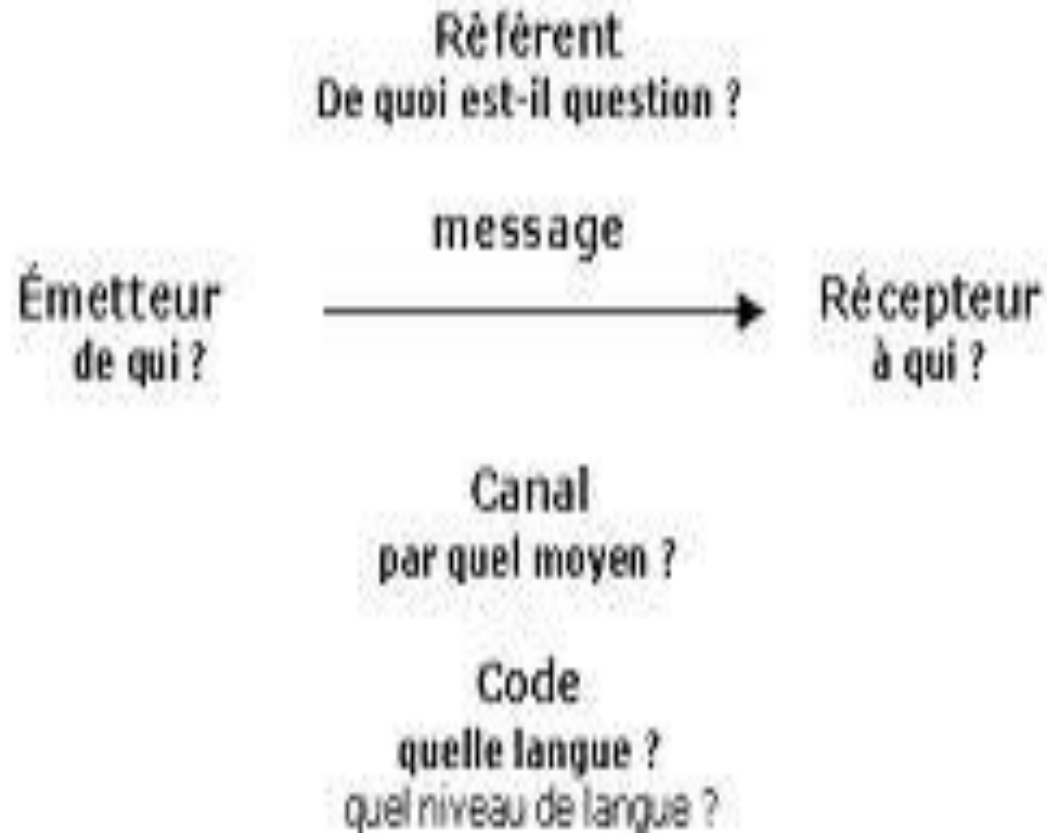 Référent
De quoi est-il question ?
message
Émetteur
de qui ?
Récepteur
à qui ?
Canal
par quel moyen ?
Code
quelle langue ?
quel niveau de langue ?